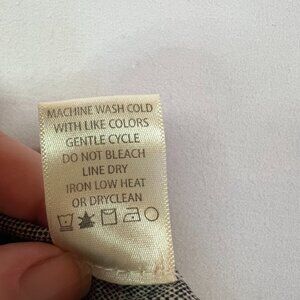 MACHINE WASH COLD
WITH LIKE COLORS
GENTLE CYCLE
DO NOT BLEACH
LINE DRY
IRON LOW HEAT
OR DRYCLEAN